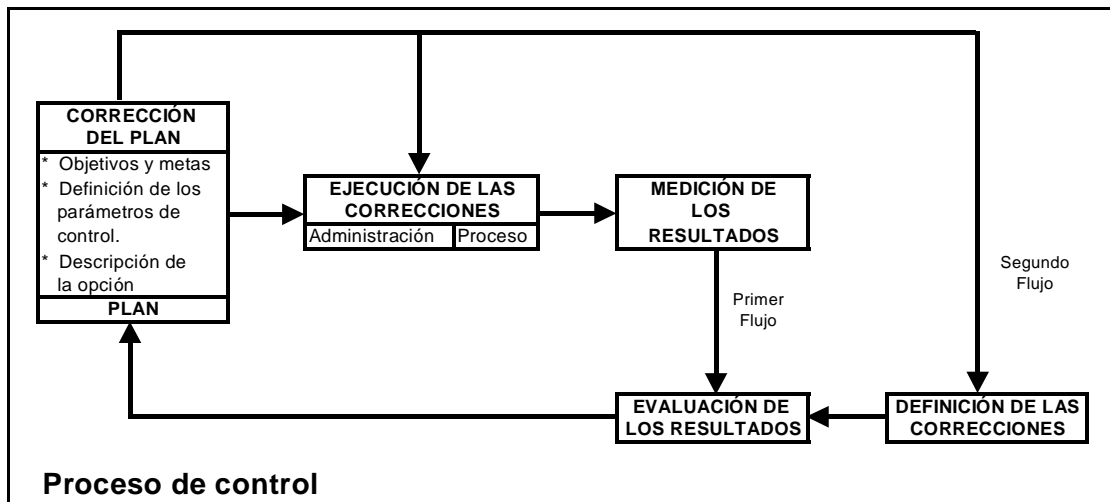 CORRECCIÓN
DEL PLAN
* Objetivos y metas
* Definición de los
parámetros de
control.
* Descripción de
la opción
PLAN
EJECUCIÓN DE LAS
CORRECCIONES
Administración
Proceso
MEDICIÓN DE
LOS
RESULTADOS
Primer
Flujo
Segundo
Flujo
EVALUACIÓN DE
LOS RESULTADOS
DEFINICIÓN DE LAS
CORRECCIONES
Proceso de control